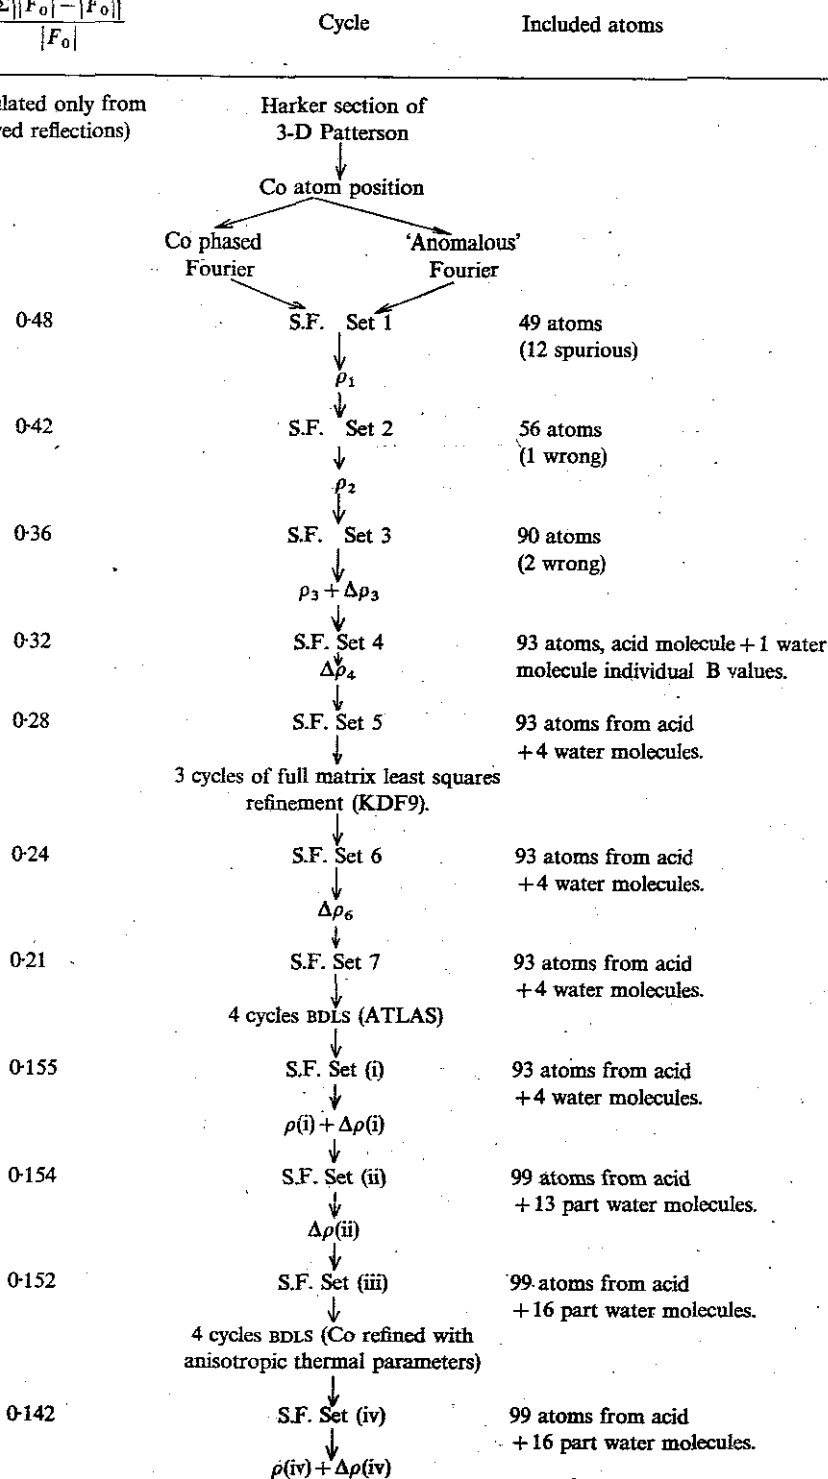 Σ||F₀|−|F₀||
|F₀|
Cycle
Included atoms
lated only from
ed reflections)
Harker section of
3-D Patterson
Co atom position
Co phased
Fourier
'Anomalous'
Fourier
0·48 S.F. Set 1 49 atoms
(12 spurious)
ρ₁
0·42 S.F. Set 2 56 atoms
(1 wrong)
ρ₂
0·36 S.F. Set 3 90 atoms
(2 wrong)
ρ₃+Δρ₃
0·32 S.F. Set 4 93 atoms, acid molecule+1 water
Δρ₄ molecule individual B values.
0·28 S.F. Set 5 93 atoms from acid
+4 water molecules.
3 cycles of full matrix least squares
refinement (KDF9).
0·24 S.F. Set 6 93 atoms from acid
+4 water molecules.
Δρ₆
0·21 S.F. Set 7 93 atoms from acid
+4 water molecules.
4 cycles BDLS (ATLAS)
0·155 S.F. Set (i) 93 atoms from acid
+4 water molecules.
ρ(i)+Δρ(i)
0·154 S.F. Set (ii) 99 atoms from acid
+13 part water molecules.
Δρ(ii)
0·152 S.F. Set (iii) 99 atoms from acid
+16 part water molecules.
4 cycles BDLS (Co refined with
anisotropic thermal parameters)
0·142 S.F. Set (iv) 99 atoms from acid
+16 part water molecules.
ρ(iv)+Δρ(iv)